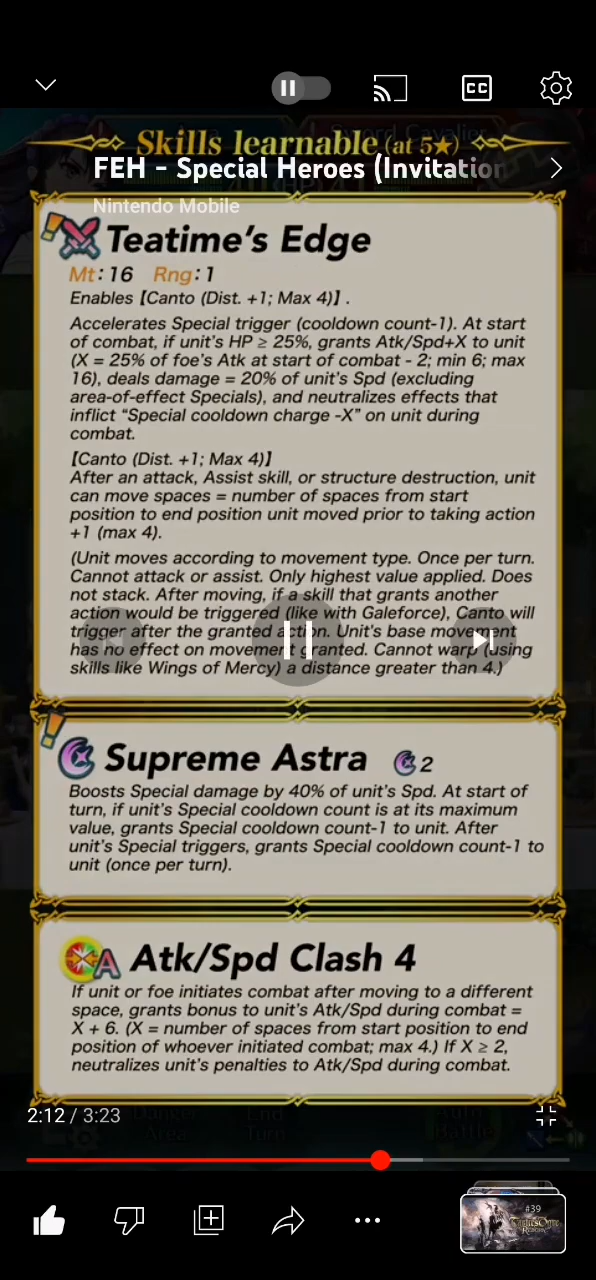 CC
Skills learnable (at 5★)
FEH - Special Heroes (Invitation
Nintendo Mobile
Teatime's Edge
Mt:16 Rng:1
Enables【Canto (Dist. +1; Max 4)】.
Accelerates Special trigger (cooldown count-1). At start
of combat, if unit's HP ≥ 25%, grants Atk/Spd+X to unit
(X = 25% of foe's Atk at start of combat - 2; min 6; max
16), deals damage = 20% of unit's Spd (excluding
area-of-effect Specials), and neutralizes effects that
inflict "Special cooldown charge -X" on unit during
combat.
【Canto (Dist. +1; Max 4)】
After an attack, Assist skill, or structure destruction, unit
can move spaces = number of spaces from start
position to end position unit moved prior to taking action
+1 (max 4).
(Unit moves according to movement type. Once per turn.
Cannot attack or assist. Only highest value applied. Does
not stack. After moving, if a skill that grants another
action would be triggered (like with Galeforce), Canto will
trigger after the granted action. Unit's base movement
has no effect on movement granted. Cannot warp (using
skills like Wings of Mercy) a distance greater than 4.)
Supreme Astra 2
Boosts Special damage by 40% of unit's Spd. At start of
turn, if unit's Special cooldown count is at its maximum
value, grants Special cooldown count-1 to unit. After
unit's Special triggers, grants Special cooldown count-1 to
unit (once per turn).
A Atk/Spd Clash 4
If unit or foe initiates combat after moving to a different
space, grants bonus to unit's Atk/Spd during combat =
X + 6. (X = number of spaces from start position to end
position of whoever initiated combat; max 4.) If X ≥ 2,
neutralizes unit's penalties to Atk/Spd during combat.
2:12 / 3:23
Danger
Area
End
Turn
Auto
Battle
#39